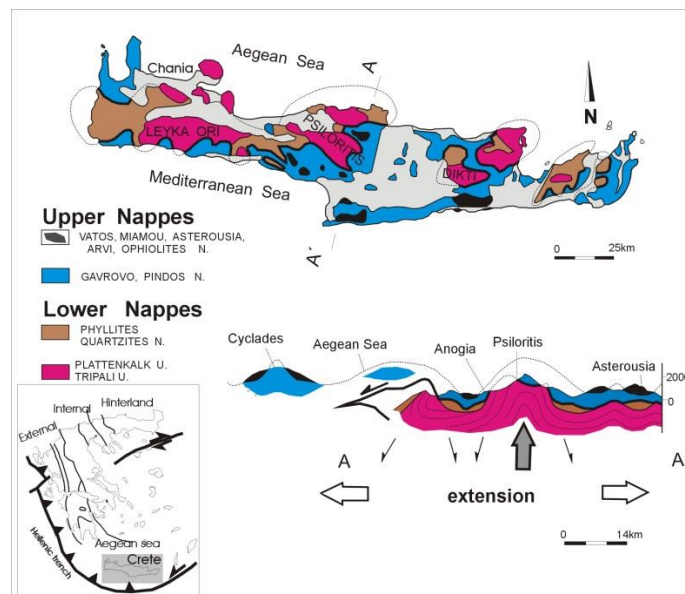 Aegean Sea
A
Chania
N
LEYKA ORI
PSILORITIS
DIKTI
Mediterranean Sea
A'
0 25km
Upper Nappes
VATOS, MIAMOU, ASTEROUSIA,
ARVI, OPHIOLITES N.
GAVROVO, PINDOS N.
Lower Nappes
PHYLLITES
QUARTZITES N.
PLATTENKALK U.
TRIPALI U.
Cyclades
Aegean Sea
Anogia
Psiloritis
Asterousia
2000
0
A
A
extension
0 14km
Hinterland
Internal
External
Aegean sea
Crete
Hellenic trench